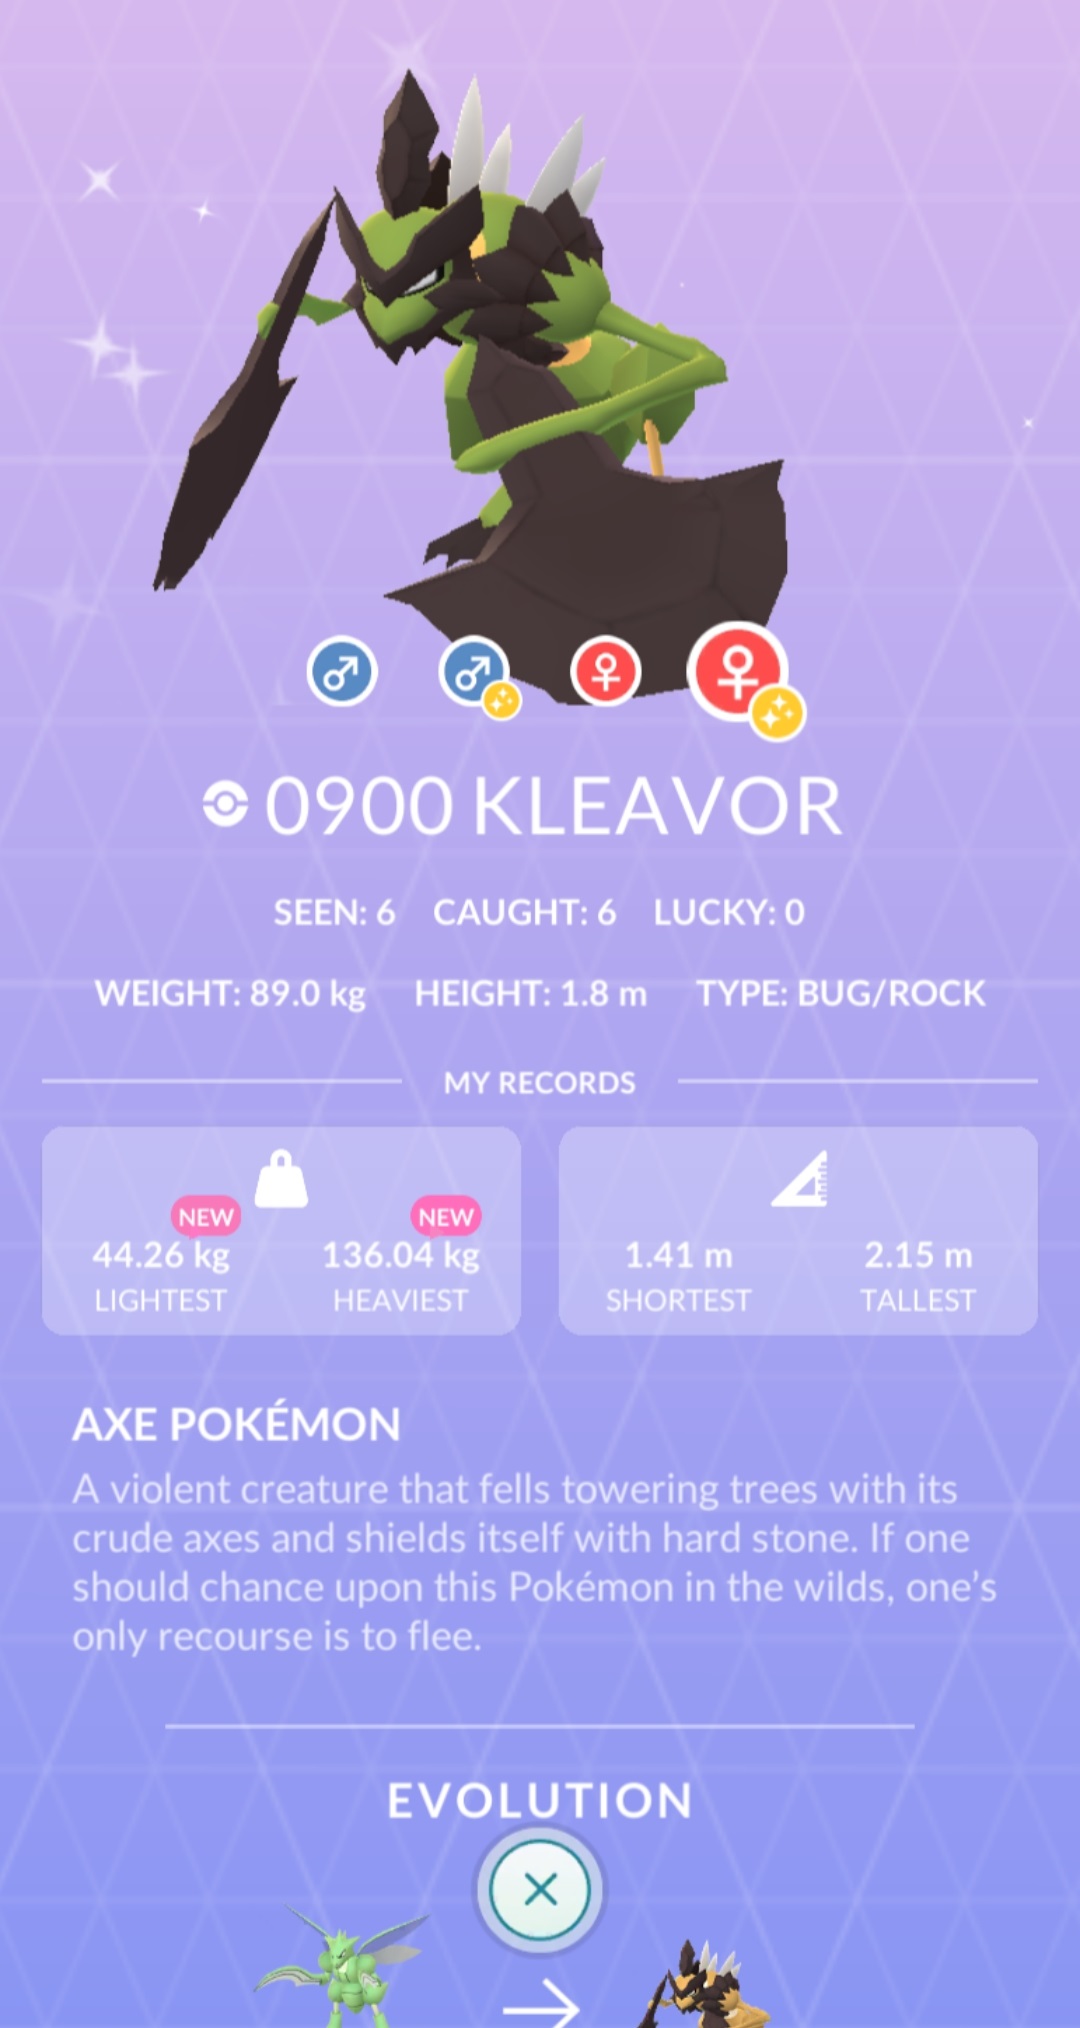 0900 KLEAVOR
SEEN: 6 CAUGHT: 6 LUCKY: 0
WEIGHT: 89.0 kg HEIGHT: 1.8 m TYPE: BUG/ROCK
MY RECORDS
NEW NEW
44.26 kg 136.04 kg 1.41 m 2.15 m
LIGHTEST HEAVIEST SHORTEST TALLEST
AXE POKÉMON
A violent creature that fells towering trees with its
crude axes and shields itself with hard stone. If one
should chance upon this Pokémon in the wilds, one’s
only recourse is to flee.
EVOLUTION